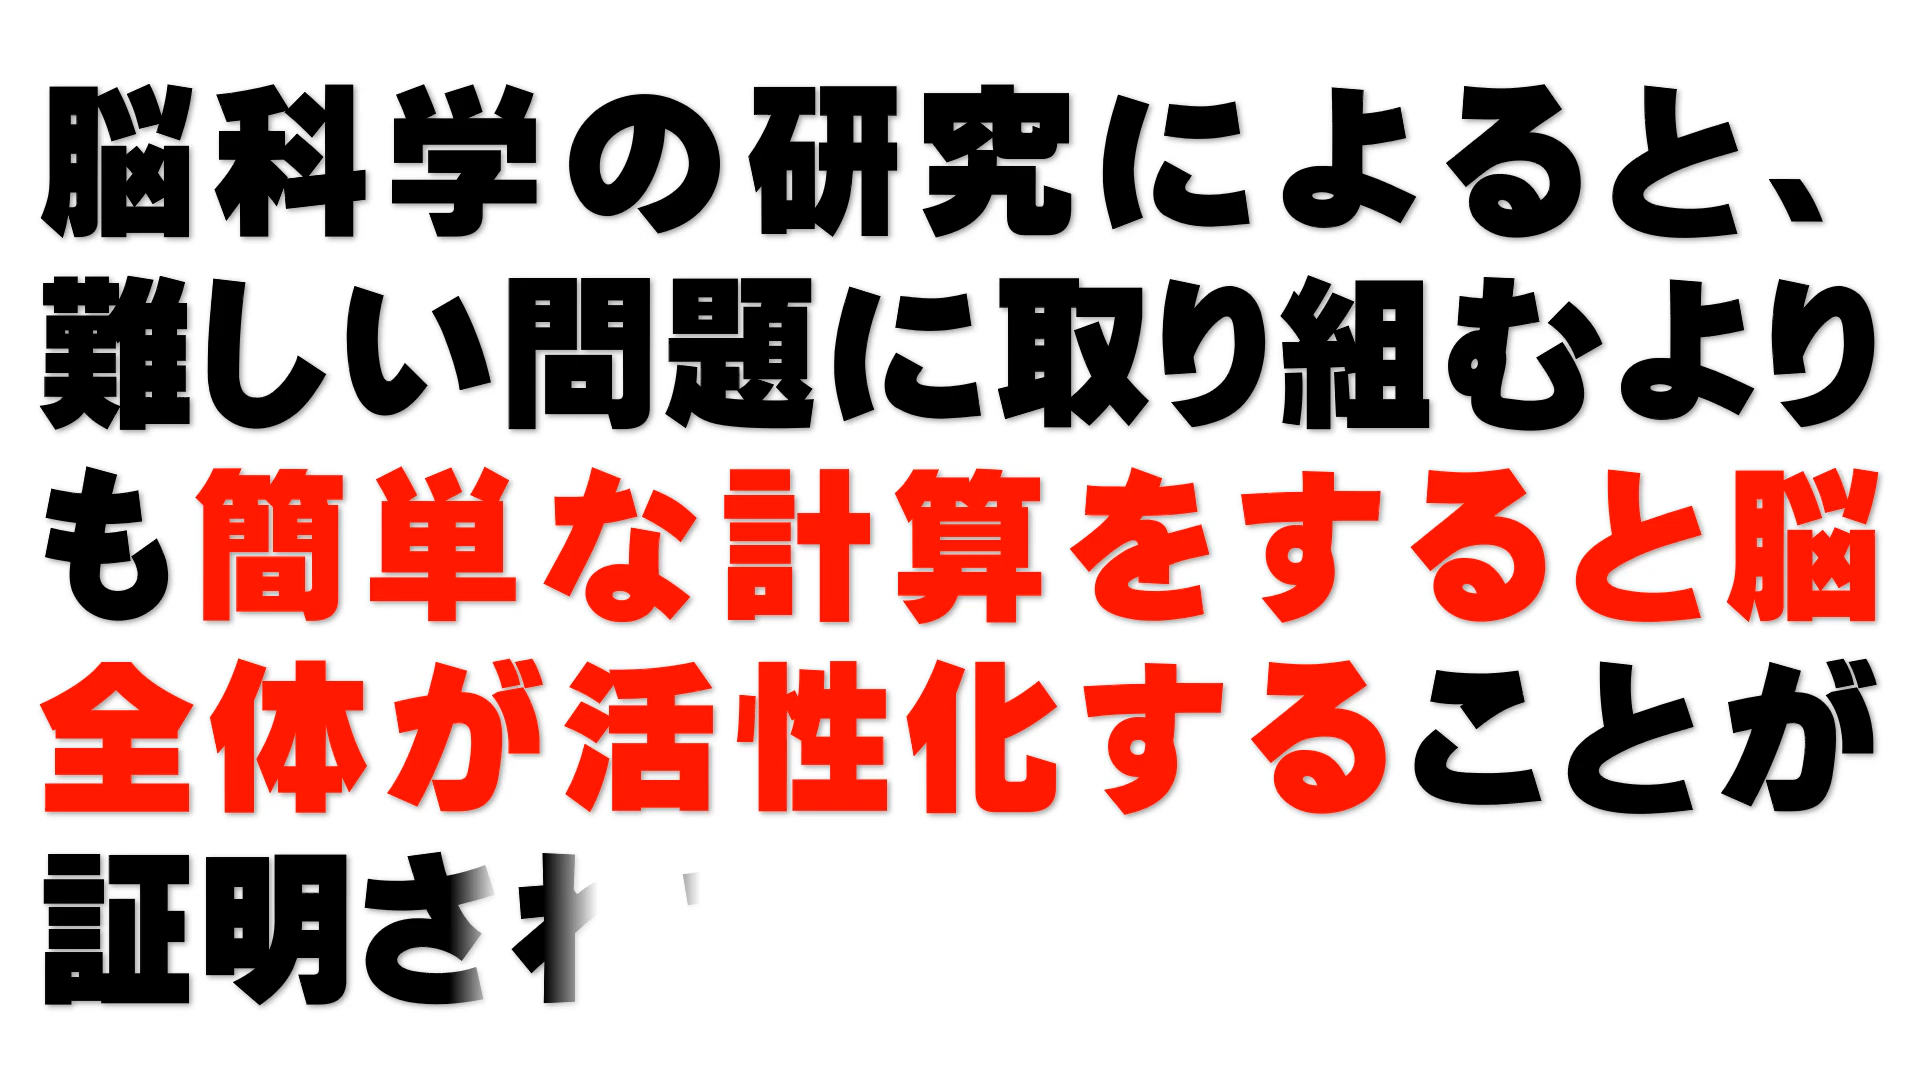 脳科学の研究によると、
難しい問題に取り組むより
も簡単な計算をすると脳
全体が活性化することが
証明され